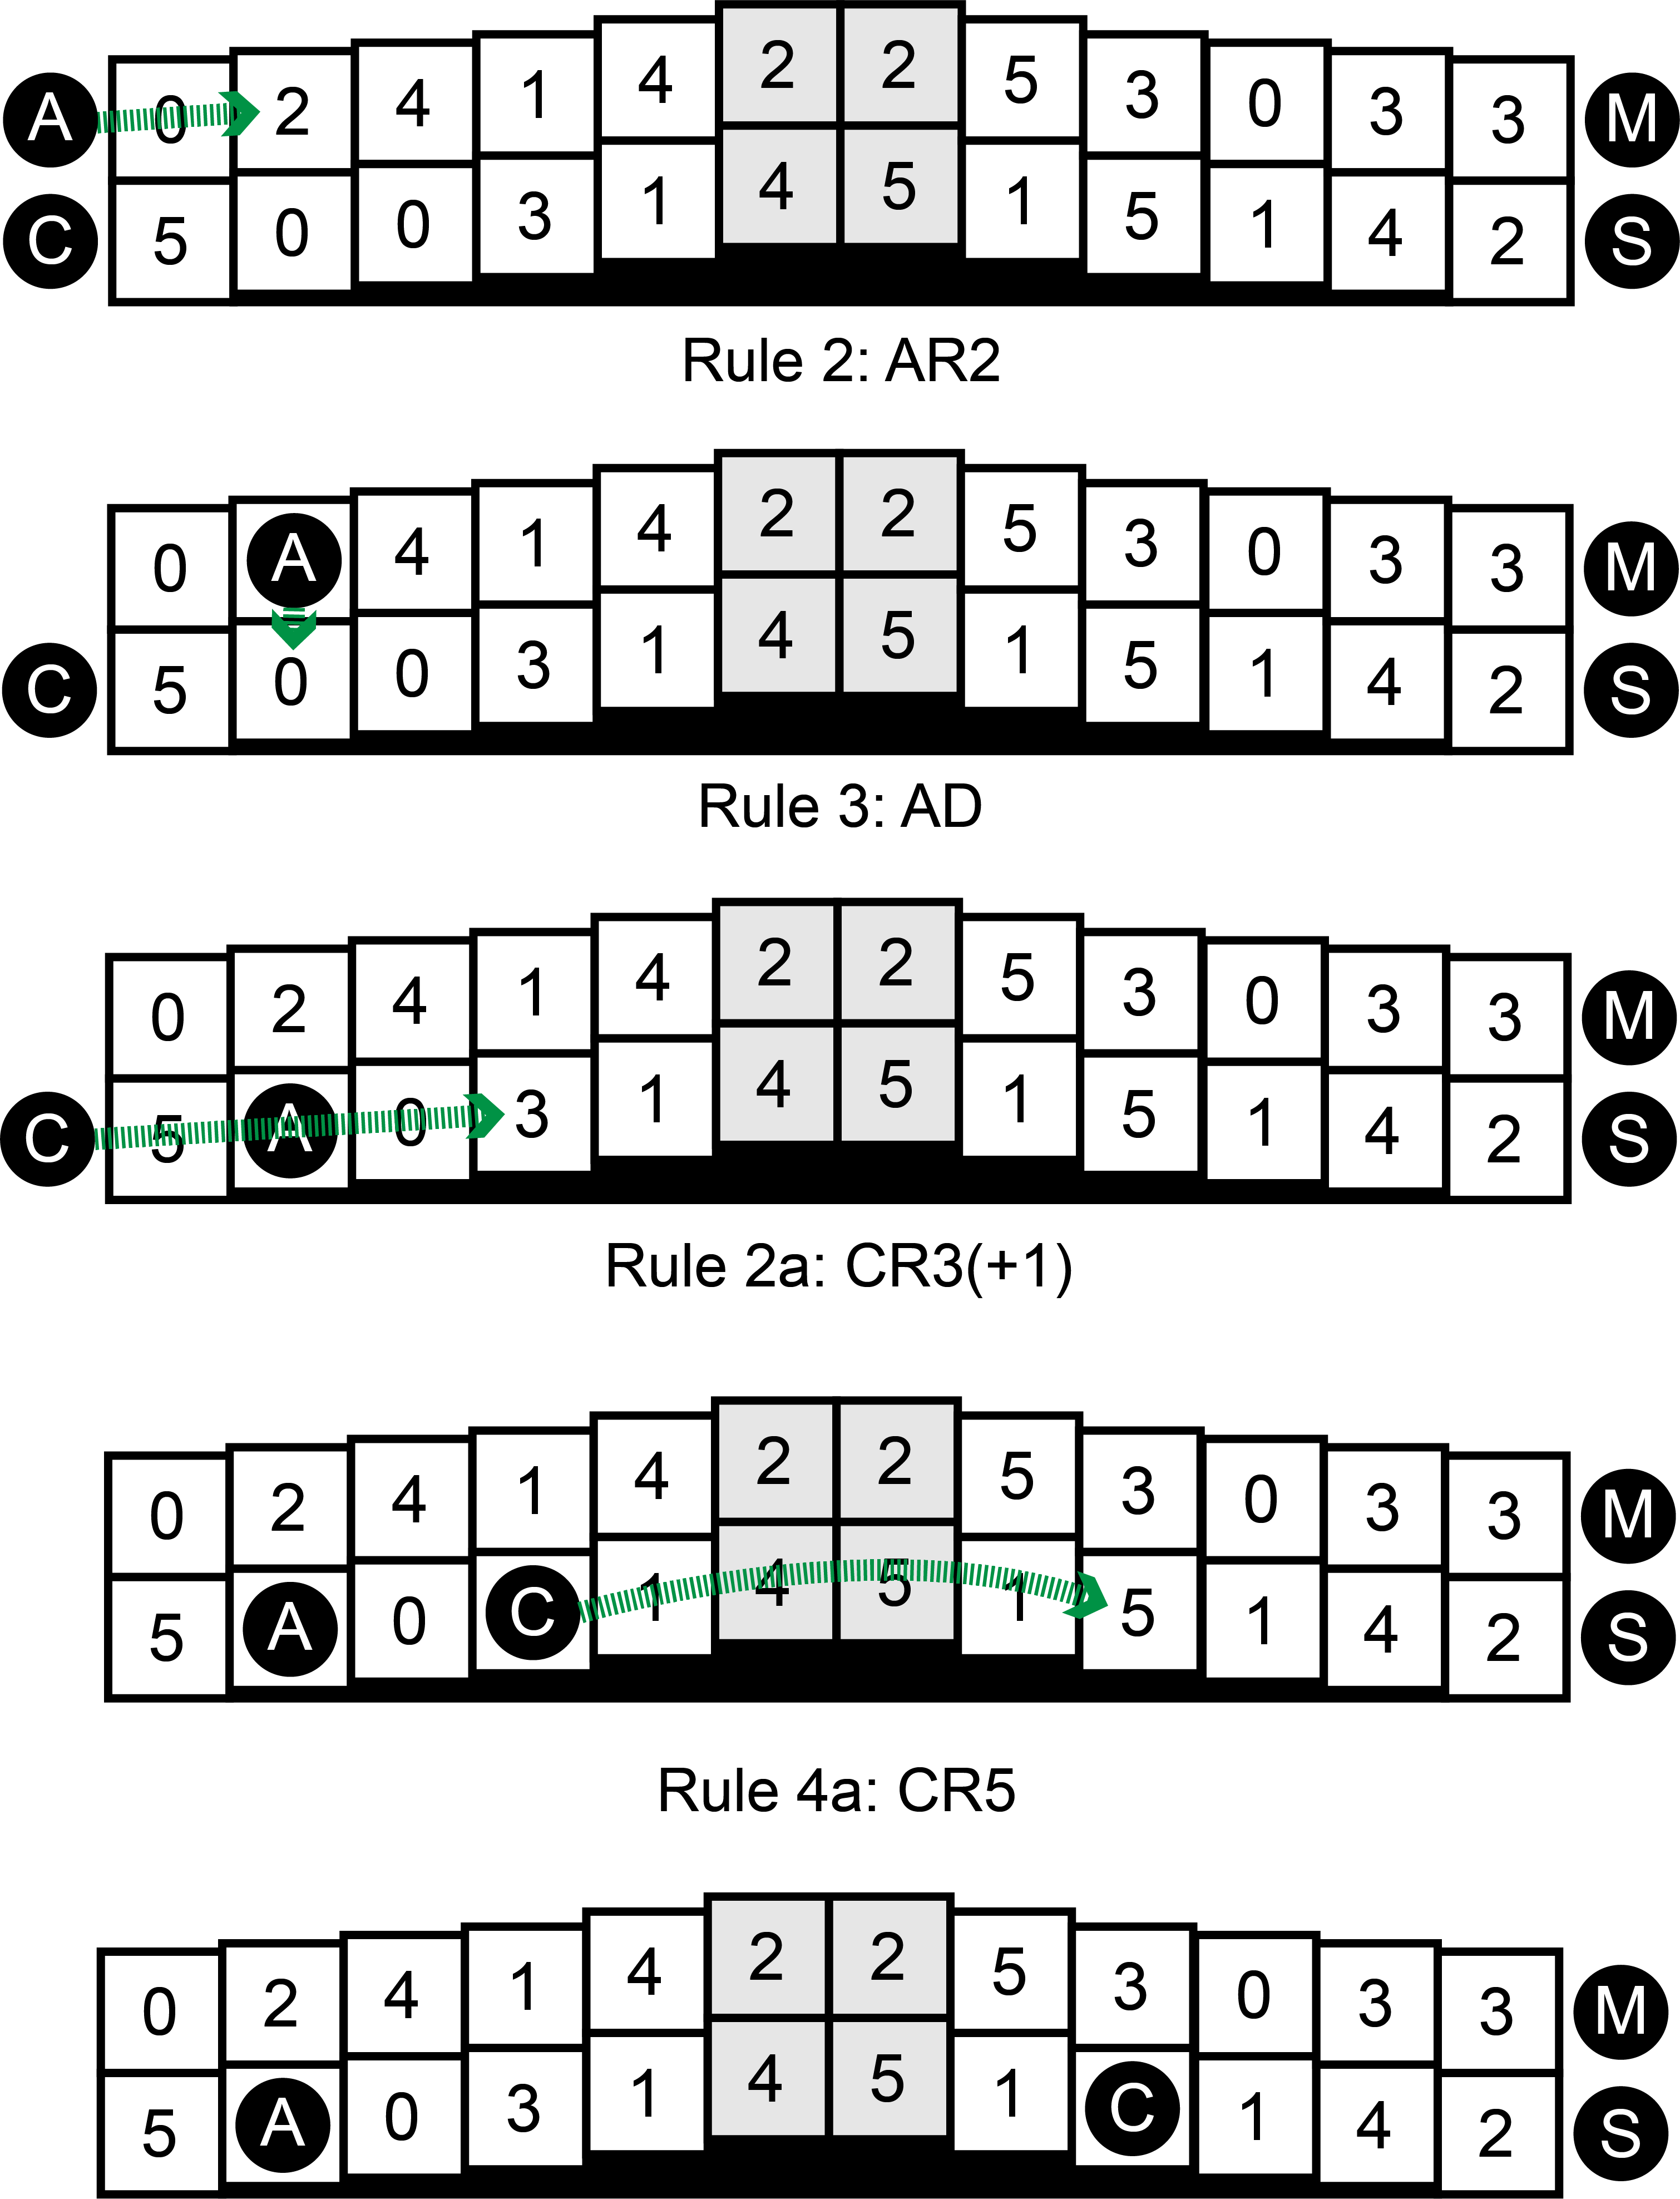 A 0 2 4 1 4 2 2 5 3 0 3 3 M
C 5 0 0 3 1 4 5 1 5 1 4 2 S
Rule 2: AR2
0 A 4 1 4 2 2 5 3 0 3 3 M
C 5 0 0 3 1 4 5 1 5 1 4 2 S
Rule 3: AD
0 2 4 1 4 2 2 5 3 0 3 3 M
C 5 A 0 3 1 4 5 1 5 1 4 2 S
Rule 2a: CR3(+1)
0 2 4 1 4 2 2 5 3 0 3 3 M
5 A 0 C 1 4 5 1 5 1 4 2 S
Rule 4a: CR5
0 2 4 1 4 2 2 5 3 0 3 3 M
5 A 0 3 1 4 5 1 C 1 4 2 S